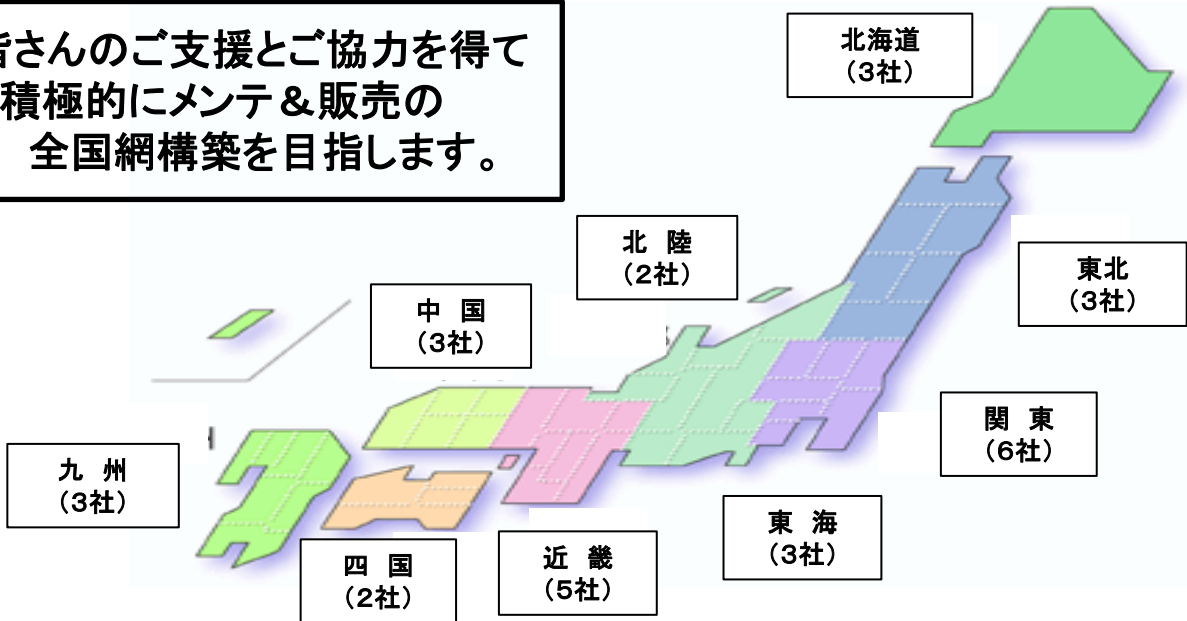 皆さんのご支援とご協力を得て
積極的にメンテ＆販売の
全国網構築を目指します。
北海道
（3社）
北 陸
（2社）
東北
（3社）
中 国
（3社）
関 東
（6社）
九 州
（3社）
東 海
（3社）
四 国
（2社）
近 畿
（5社）